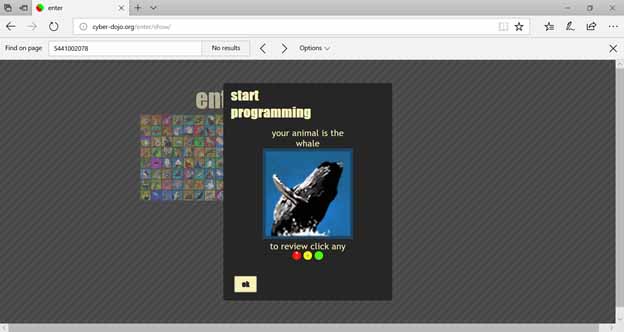 enter
cyber-dojo.org/enter/show/
Find on page
5441002078
No results
Options
ent
start
programming
your animal is the
whale
to review click any
ok